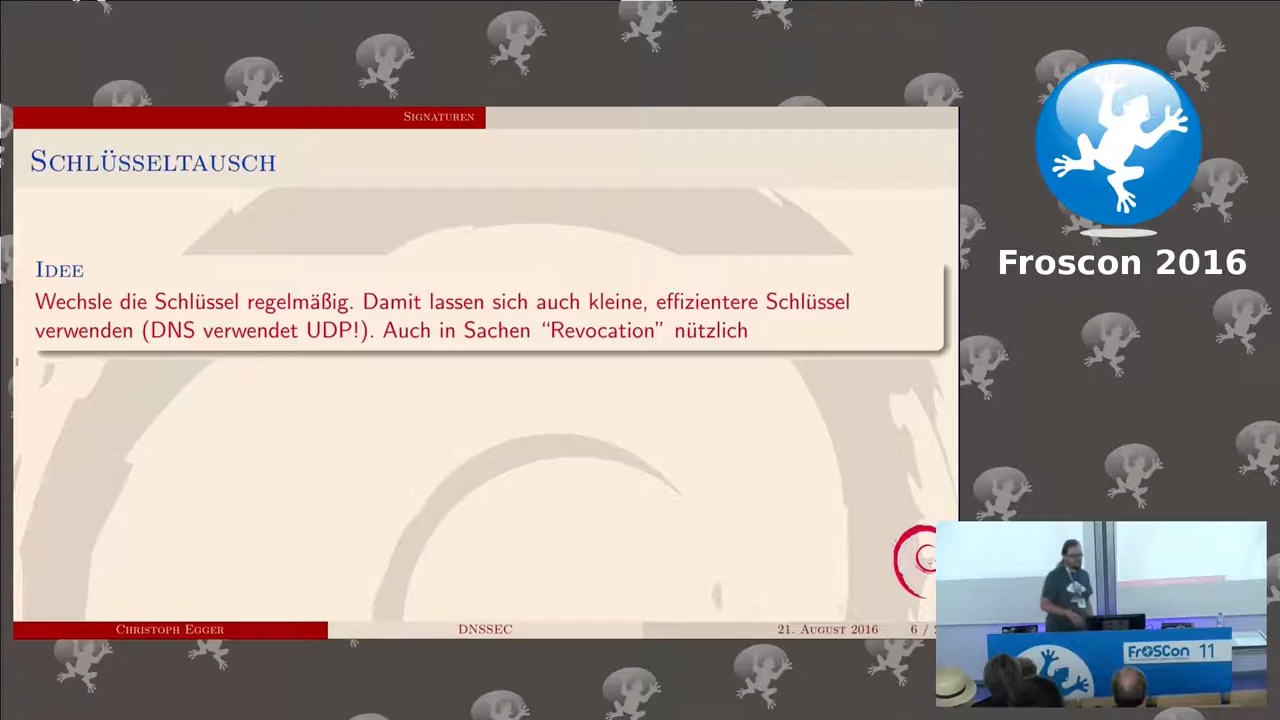 Signaturen
Schlüsseltausch
Idee
Wechsle die Schlüssel regelmäßig. Damit lassen sich auch kleine, effizientere Schlüssel
verwenden (DNS verwendet UDP!). Auch in Sachen “Revocation” nützlich
Christoph Egger
DNSSEC
21. August 2016
6 /
Froscon 2016
FrOSCon 11